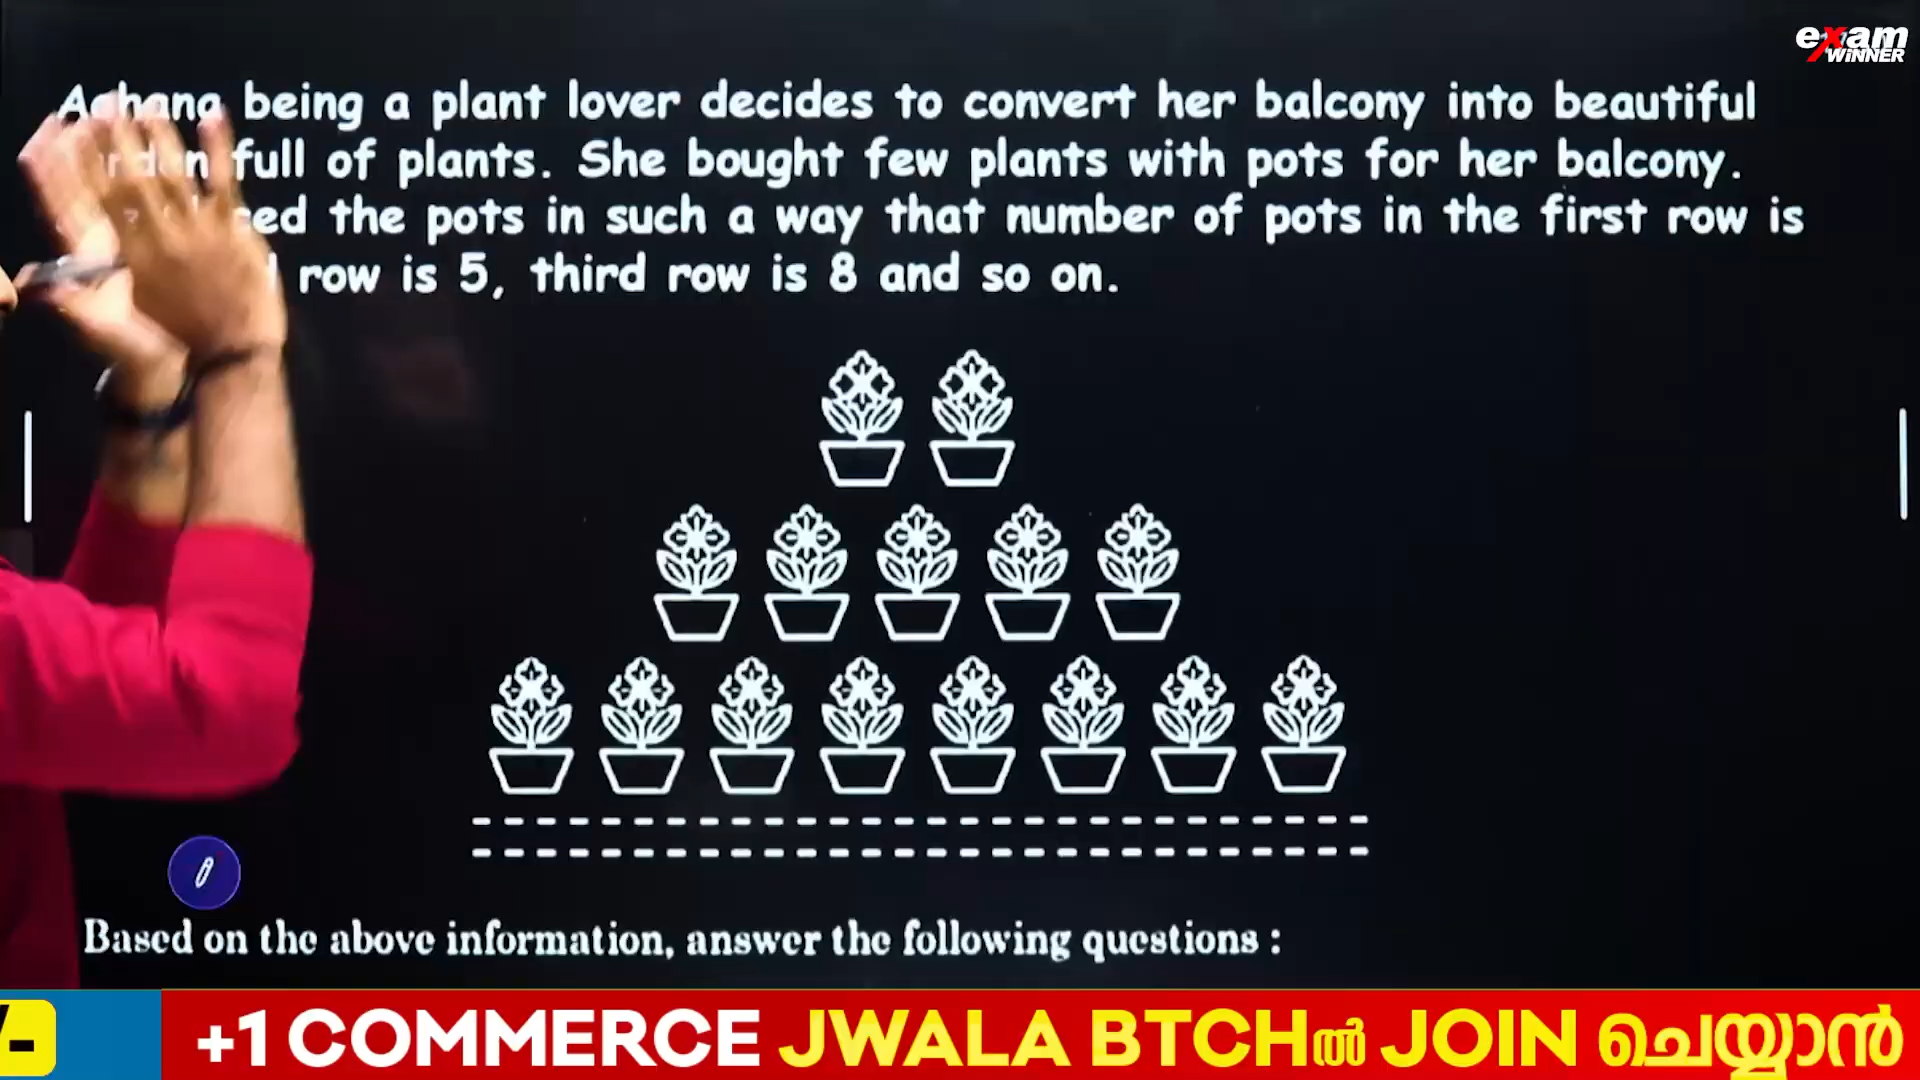 exam
WiNNER
being a plant lover decides to convert her balcony into beautiful
full of plants. She bought few plants with pots for her balcony.
the pots in such a way that number of pots in the first row is
row is 5, third row is 8 and so on.
Based on the above information, answer the following questions :
+1 COMMERCE JWALA BTCHൽ JOIN ചെയ്യാൻ